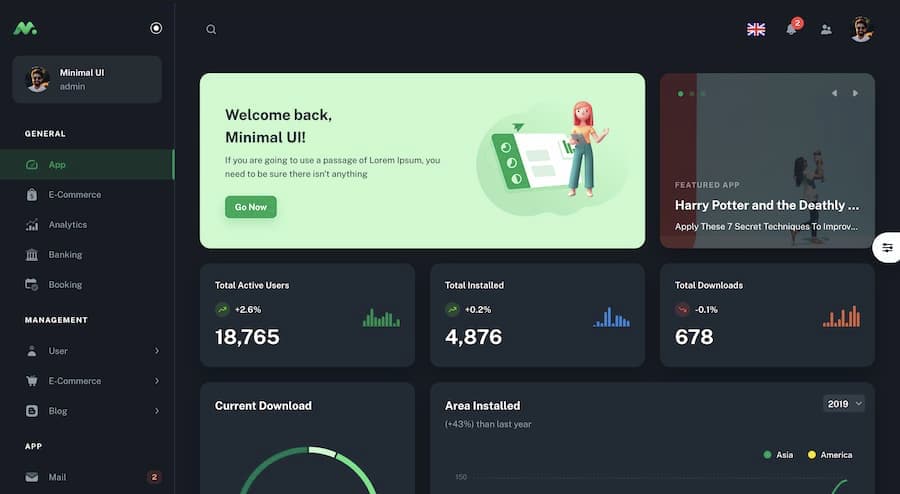 2
Minimal UI
admin
GENERAL
App
E-Commerce
Analytics
Banking
Booking
MANAGEMENT
User
E-Commerce
Blog
APP
Mail
2
Welcome back,
Minimal UI!
If you are going to use a passage of Lorem Ipsum, you
need to be sure there isn't anything
Go Now
FEATURED APP
Harry Potter and the Deathly ...
Apply These 7 Secret Techniques To Improv...
Total Active Users
+2.6%
18,765
Total Installed
+0.2%
4,876
Total Downloads
-0.1%
678
Current Download
Area Installed
(+43%) than last year
2019
Asia
America
150